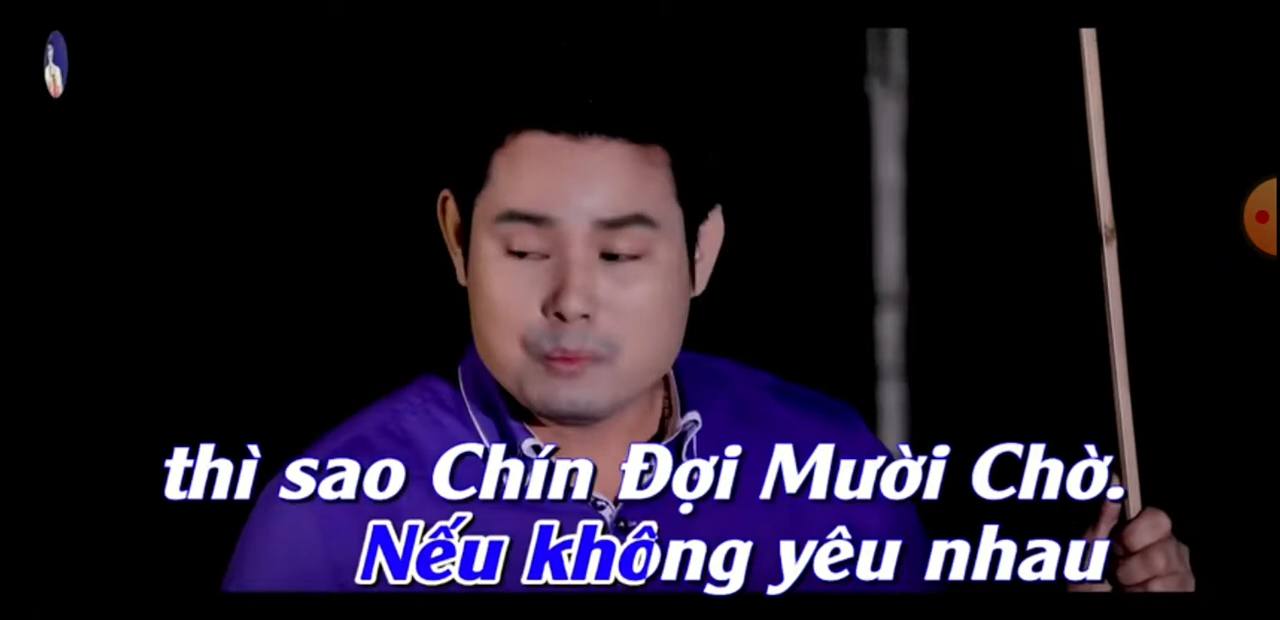 thì sao Chín Đợi Mười Chờ.
Nếu không yêu nhau